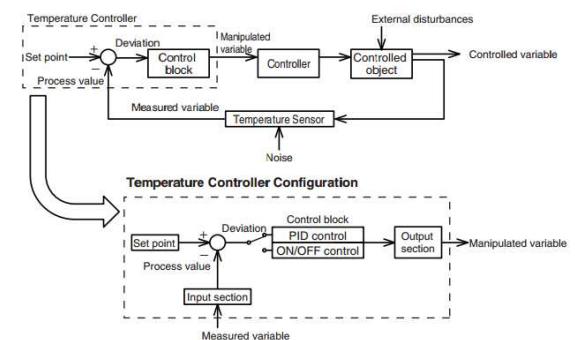 External disturbances
Temperature Controller
Manipulated
variable
Deviation
+
Set point
Control
block
Controller
Controlled
object
Controlled variable
−
Process value
Measured variable
Temperature Sensor
Noise
Temperature Controller Configuration
Control block
Deviation
+
Set point
PID control
ON/OFF control
Output
section
Manipulated variable
−
Process value
Input section
Measured variable